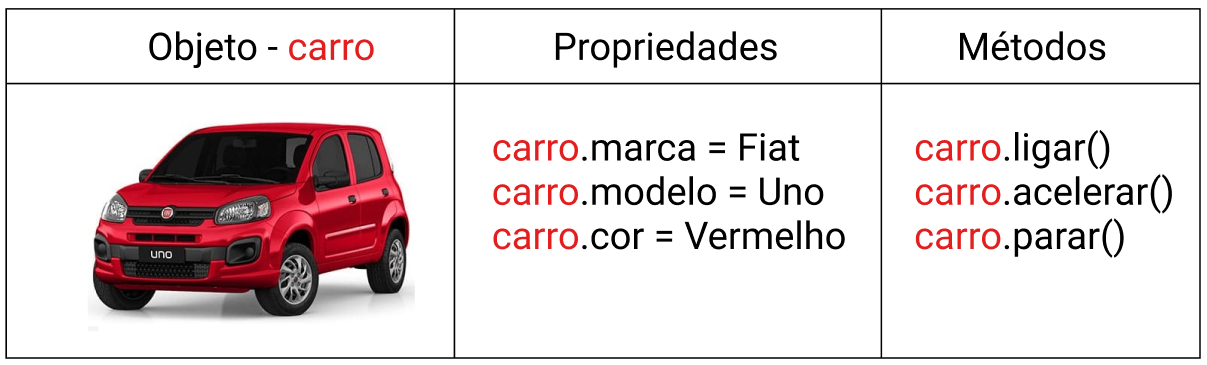 Objeto - carro
Propriedades
Métodos
uno
carro.marca = Fiat
carro.modelo = Uno
carro.cor = Vermelho
carro.ligar()
carro.acelerar()
carro.parar()